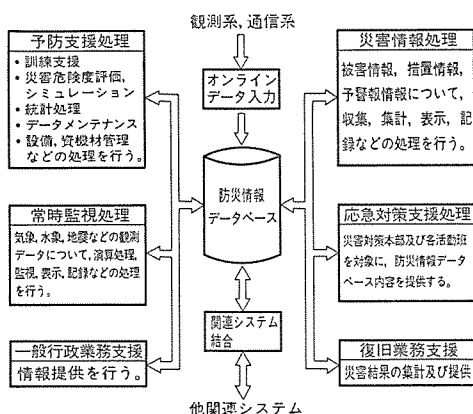 観測系,通信系
オンライン
データ入力
防災情報
データベース
関連システム
結合
他関連システム
予防支援処理
• 訓練支援
• 災害危険度評価,
シミュレーション
• 統計処理
• データメンテナンス
• 設備,資機材管理
などの処理を行う。
常時監視処理
気象,水象,地震などの観測
データについて,演算処理,
監視,表示,記録などの処理
を行う。
一般行政業務支援
情報提供を行う。
災害情報処理
被害情報,措置情報,
予警報情報について,
収集,集計,表示,記
録などの処理を行う。
応急対策支援処理
災害対策本部及び各活動班
を対象に,防災情報データ
ベース内容を提供する。
復旧業務支援
災害結果の集計及び提供